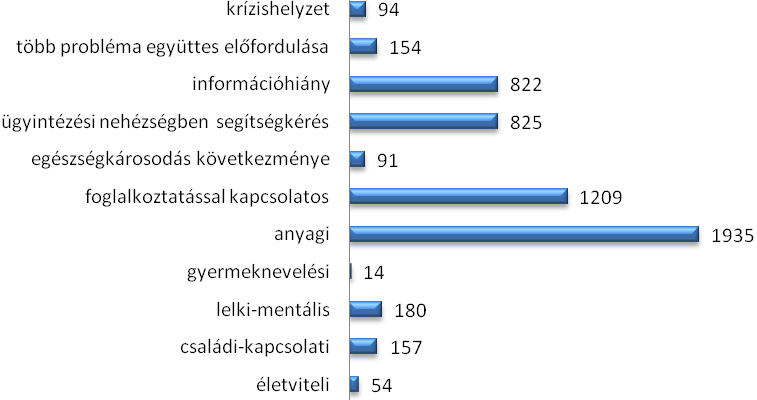 krízishelyzet 94
több probléma együttes előfordulása 154
információhiány 822
ügyintézési nehézségben segítségkérés 825
egészségkárosodás következménye 91
foglalkoztatással kapcsolatos 1209
anyagi 1935
gyermeknevelési 14
lelki-mentális 180
családi-kapcsolati 157
életviteli 54